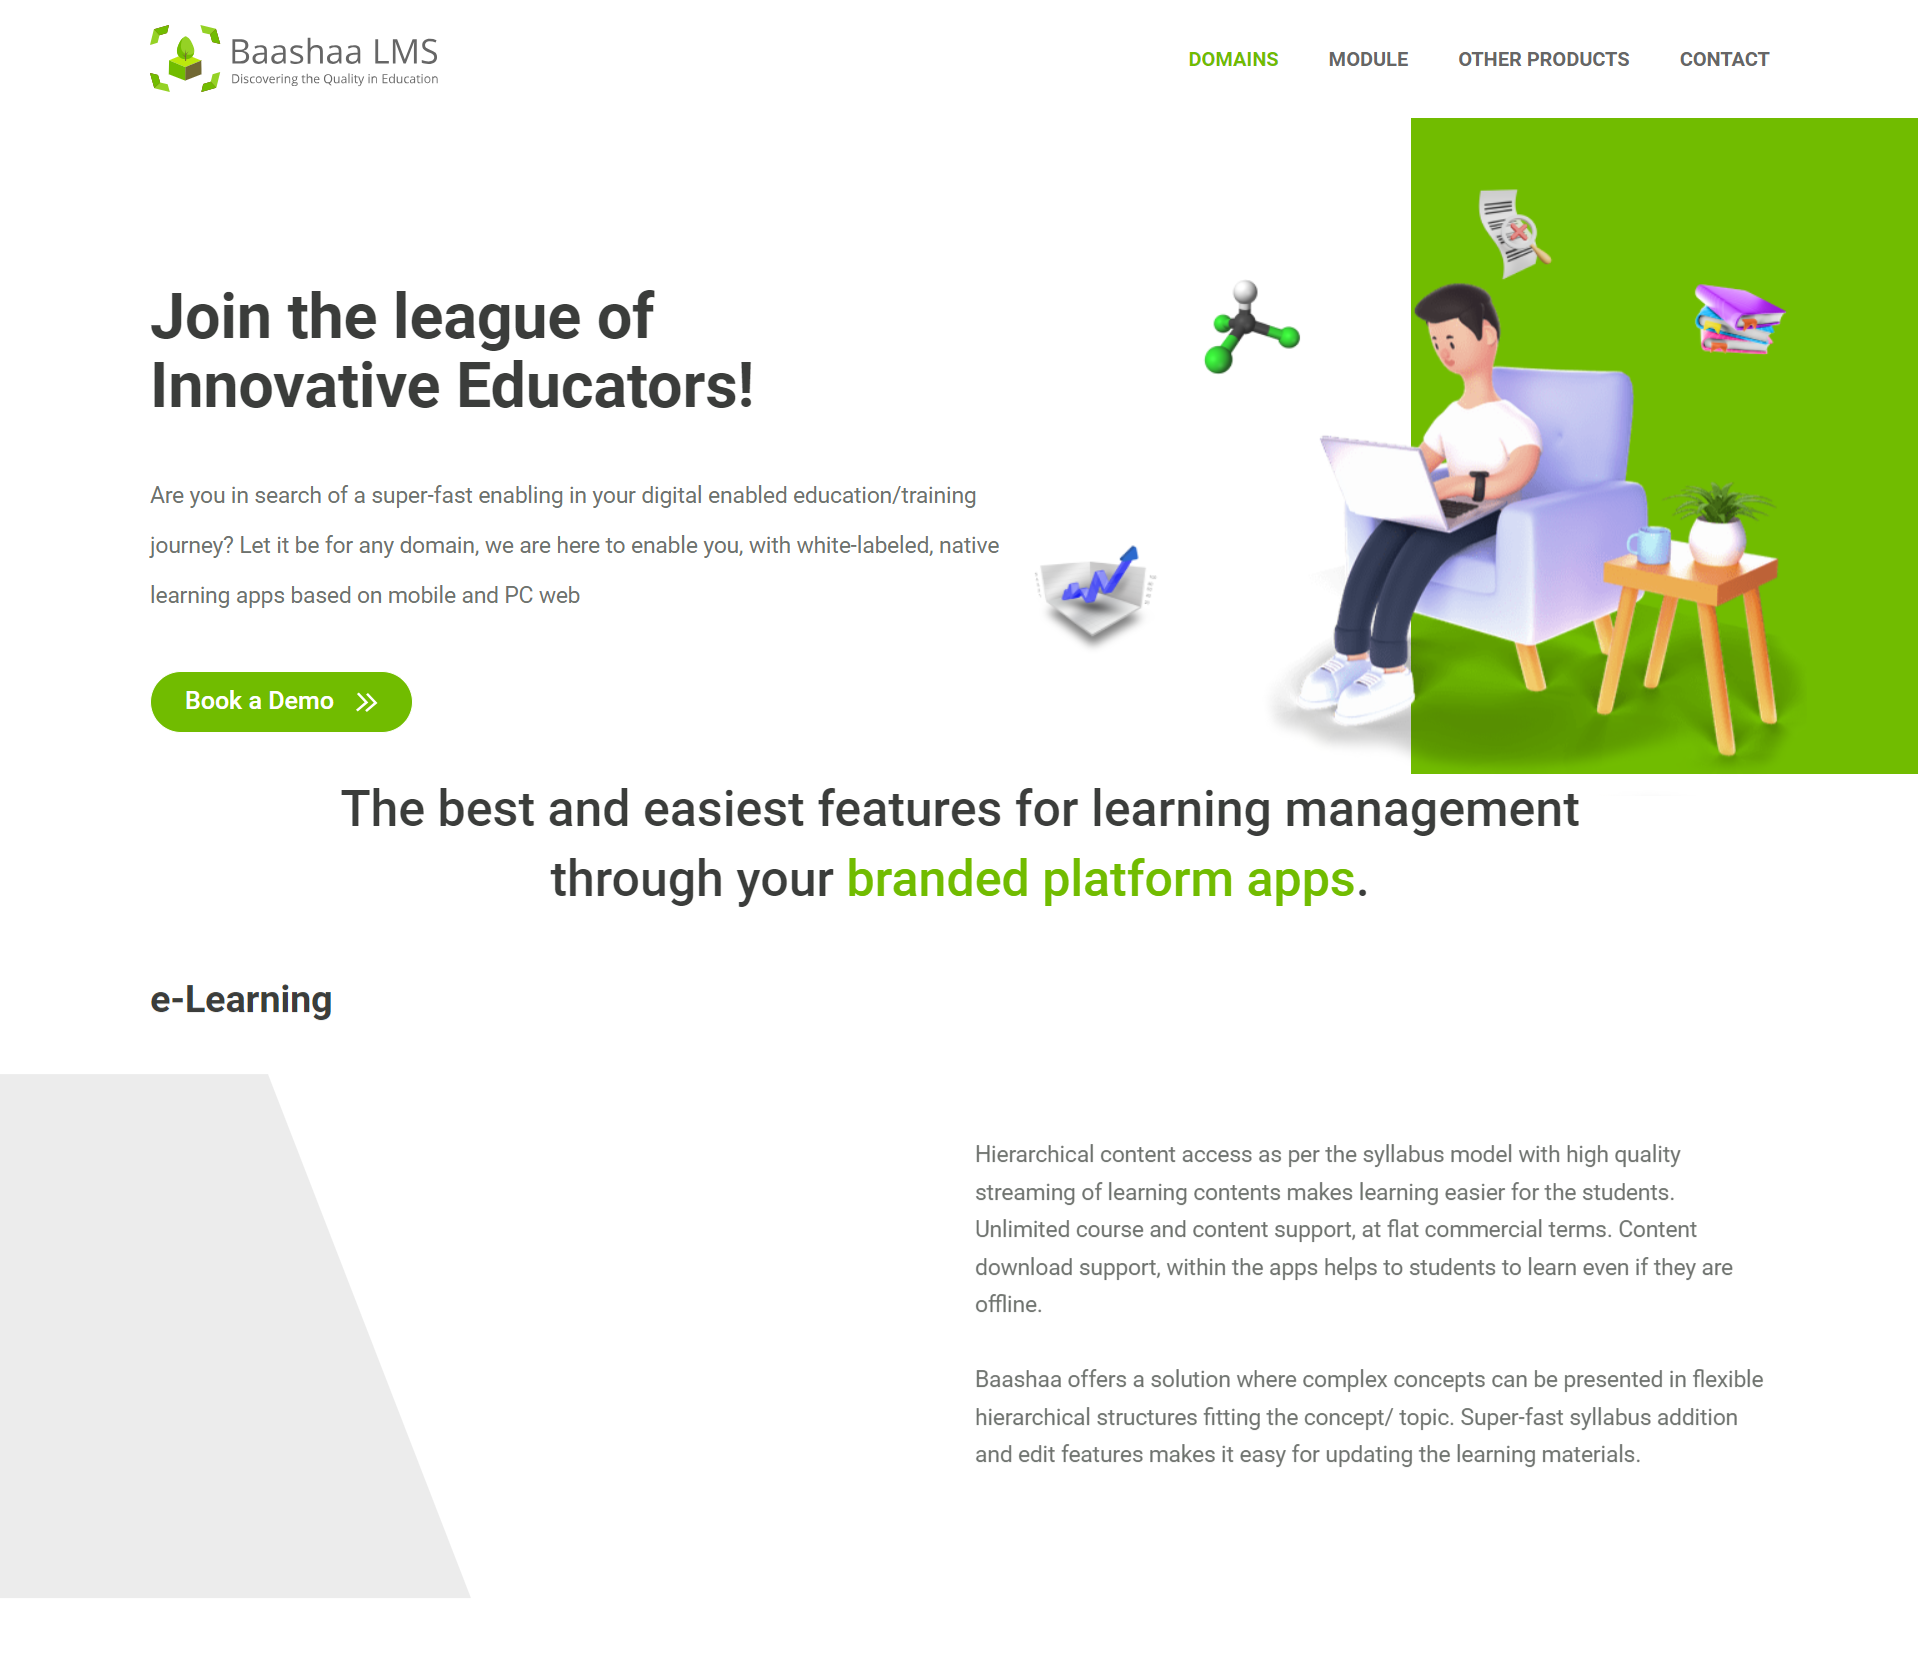 Baashaa LMS
Discovering the Quality in Education
DOMAINS
MODULE
OTHER PRODUCTS
CONTACT
Join the league of
Innovative Educators!
Are you in search of a super-fast enabling in your digital enabled education/training
journey? Let it be for any domain, we are here to enable you, with white-labeled, native
learning apps based on mobile and PC web
Book a Demo
The best and easiest features for learning management
through your branded platform apps.
e-Learning
Hierarchical content access as per the syllabus model with high quality
streaming of learning contents makes learning easier for the students.
Unlimited course and content support, at flat commercial terms. Content
download support, within the apps helps to students to learn even if they are
offline.
Baashaa offers a solution where complex concepts can be presented in flexible
hierarchical structures fitting the concept/ topic. Super-fast syllabus addition
and edit features makes it easy for updating the learning materials.